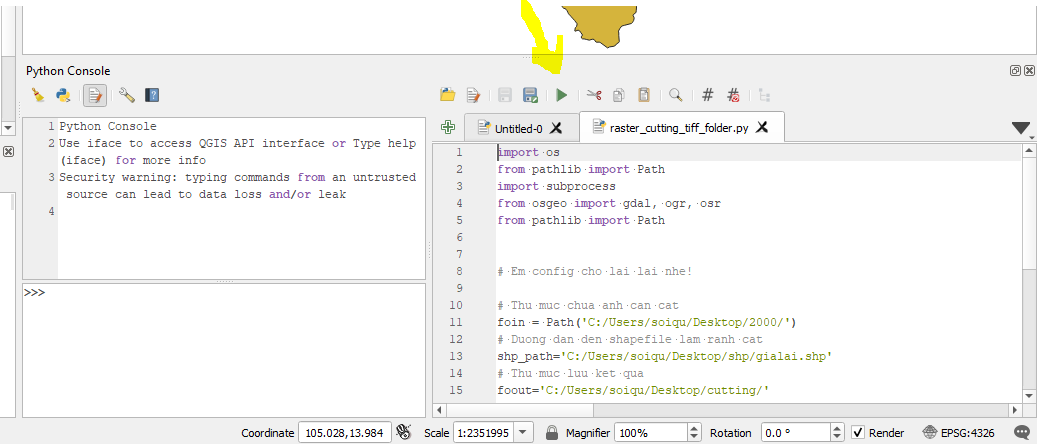 Python Console
1 Python Console
2 Use iface to access QGIS API interface or Type help
(iface) for more info
3 Security warning: typing commands from an untrusted
source can lead to data loss and/or leak
4
>>>
Untitled-0
raster_cutting_tiff_folder.py
1 import·os
2 from·pathlib·import·Path
3 import·subprocess
4 from·osgeo·import·gdal,·ogr,·osr
5 from·pathlib·import·Path
6
7
8 #·Em·config·cho·lai·lai·nhe!
9
10 #·Thu·muc·chua·anh·can·cat
11 foin·=·Path('C:/Users/soiqu/Desktop/2000/')
12 #·Duong·dan·den·shapefile·lam·ranh·cat
13 shp_path='C:/Users/soiqu/Desktop/shp/gialai.shp'
14 #·Thu·muc·luu·ket·qua
15 foout='C:/Users/soiqu/Desktop/cutting/'
Coordinate 105.028,13.984 Scale 1:2351995 Magnifier 100% Rotation 0.0 ° Render EPSG:4326